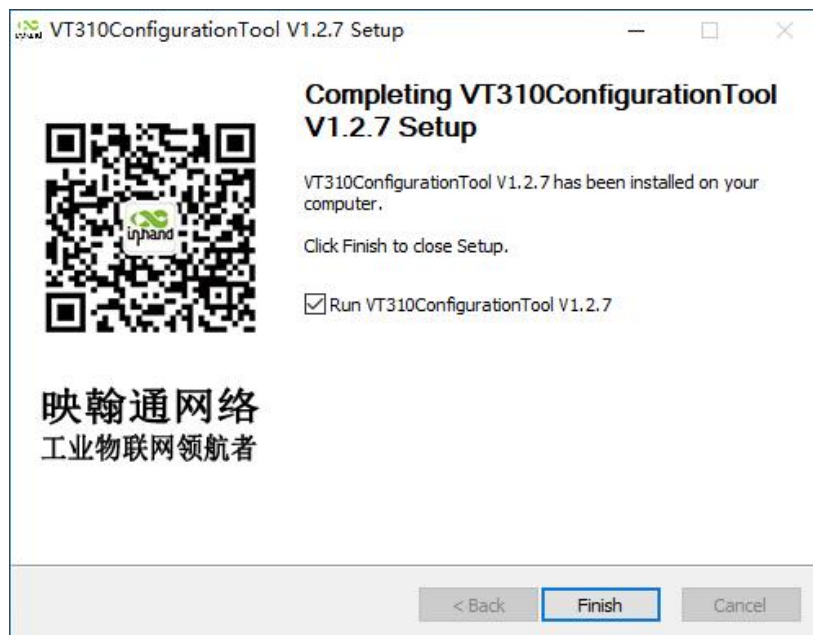 VT310ConfigurationTool V1.2.7 Setup
Completing VT310ConfigurationTool
V1.2.7 Setup
VT310ConfigurationTool V1.2.7 has been installed on your
computer.
Click Finish to close Setup.
Run VT310ConfigurationTool V1.2.7
inhand
映翰通网络
工业物联网领航者
< Back
Finish
Cancel